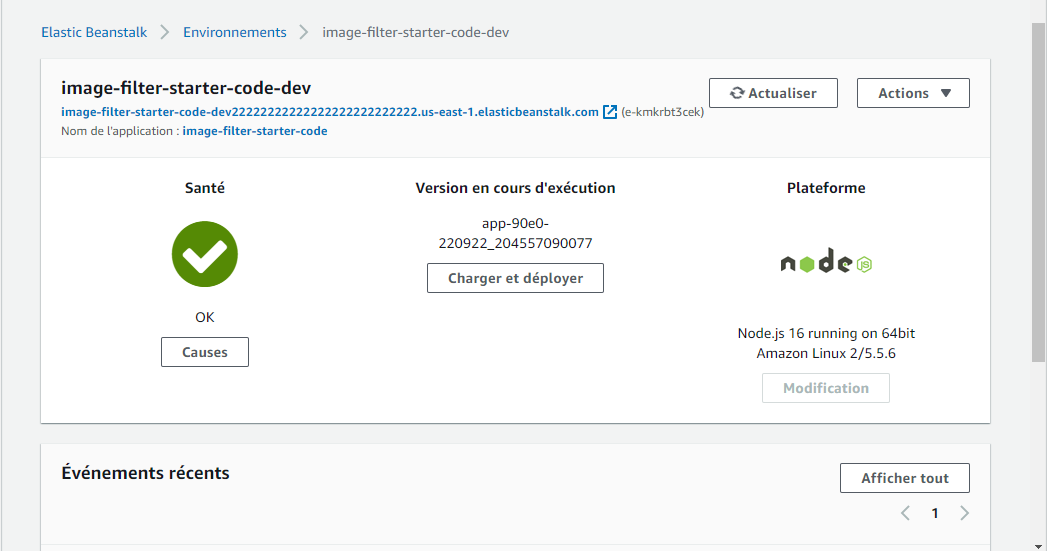 Elastic Beanstalk > Environnements > image-filter-starter-code-dev
image-filter-starter-code-dev
Actualiser
Actions
image-filter-starter-code-dev22222222222222222222222222.us-east-1.elasticbeanstalk.com (e-kmkrbt3cek)
Nom de l'application : image-filter-starter-code
Santé
Version en cours d'exécution
Plateforme
app-90e0-
220922_204557090077
Charger et déployer
node JS
OK
Causes
Node.js 16 running on 64bit
Amazon Linux 2/5.5.6
Modification
Événements récents
Afficher tout
1